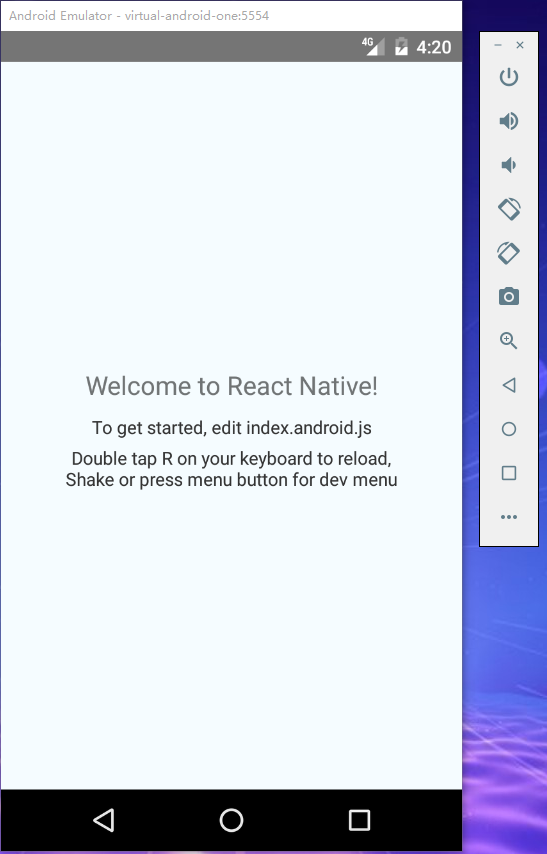 Android Emulator - virtual-android-one:5554
4G 4:20
Welcome to React Native!
To get started, edit index.android.js
Double tap R on your keyboard to reload,
Shake or press menu button for dev menu